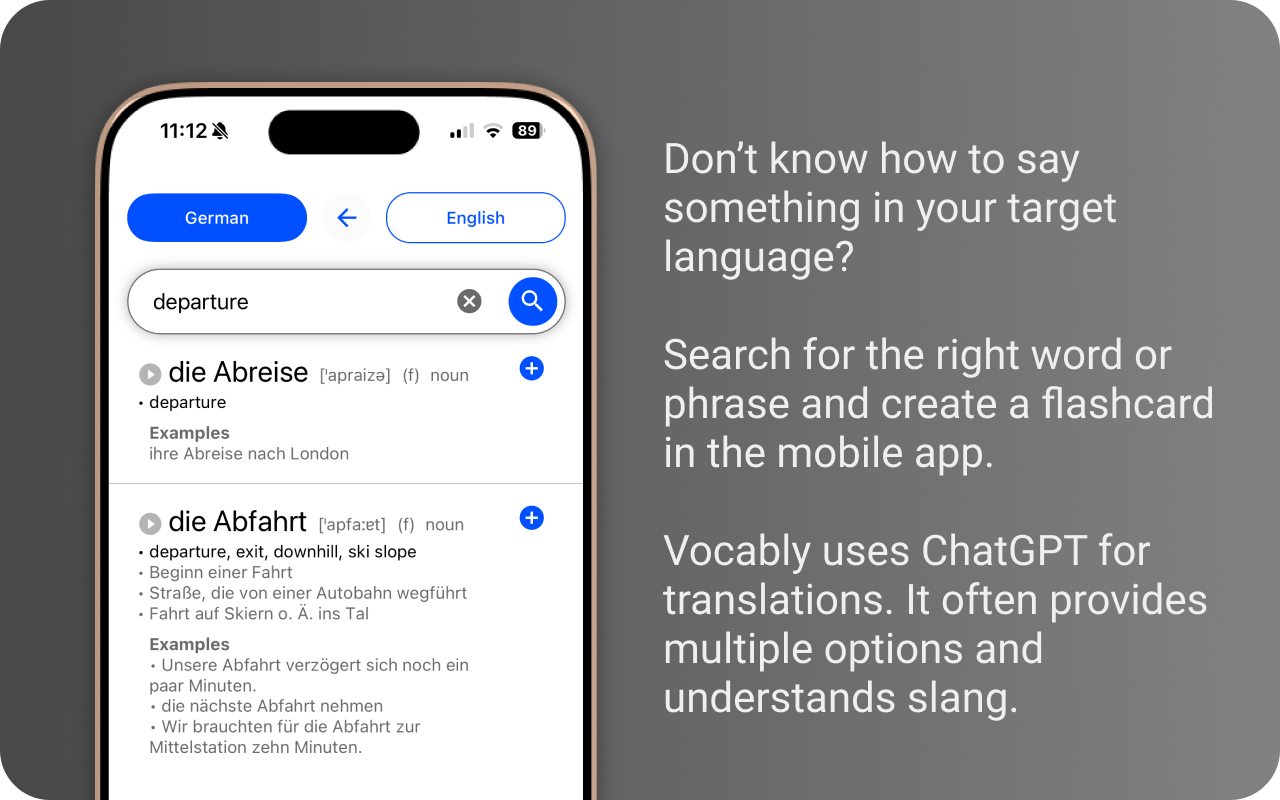 11:12
89
German
English
departure
die Abreise ['apraizə] (f) noun
• departure
Examples
ihre Abreise nach London
die Abfahrt ['apfa:ɐt] (f) noun
• departure, exit, downhill, ski slope
• Beginn einer Fahrt
• Straße, die von einer Autobahn wegführt
• Fahrt auf Skiern o. Ä. ins Tal
Examples
• Unsere Abfahrt verzögert sich noch ein
paar Minuten.
• die nächste Abfahrt nehmen
• Wir brauchten für die Abfahrt zur
Mittelstation zehn Minuten.
Don’t know how to say
something in your target
language?
Search for the right word or
phrase and create a flashcard
in the mobile app.
Vocably uses ChatGPT for
translations. It often provides
multiple options and
understands slang.